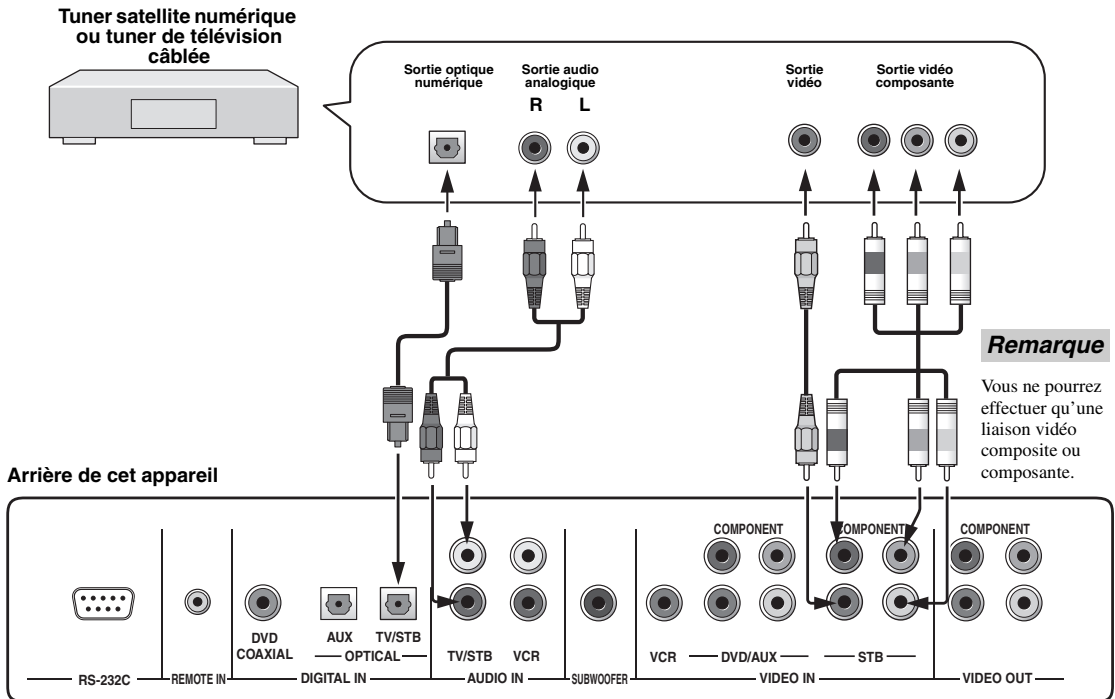 Tuner satellite numérique
ou tuner de télévision
câblée
Sortie optique
numérique
Sortie audio
analogique
R L
Sortie
vidéo
Sortie vidéo
composante
Remarque
Vous ne pourrez
effectuer qu'une
liaison vidéo
composite ou
composante.
Arrière de cet appareil
COMPONENT COMPONENT COMPONENT
DVD
COAXIAL
AUX TV/STB
OPTICAL
TV/STB VCR
VCR DVD/AUX STB
RS-232C REMOTE IN DIGITAL IN AUDIO IN SUBWOOFER VIDEO IN VIDEO OUT